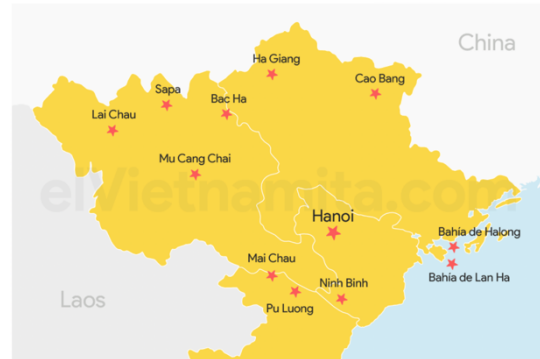 China
Ha Giang
Cao Bang
Sapa
Bac Ha
Lai Chau
Mu Cang Chai
elVietnamita.com
Hanoi
Bahía de Halong
Mai Chau
Bahía de Lan Ha
Ninh Binh
Laos
Pu Luong